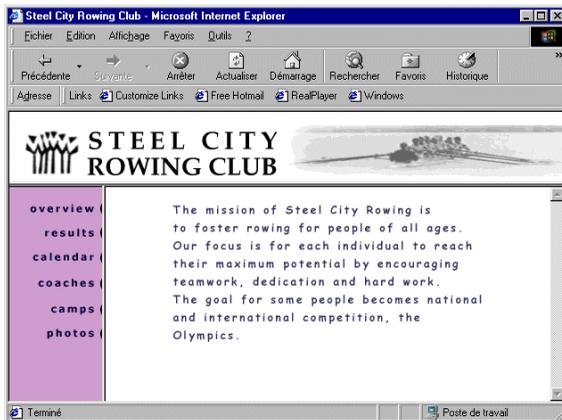 Steel City Rowing Club - Microsoft Internet Explorer
Fichier Edition Affichage Favoris Outils ?
Précédente Suivante Arrêter Actualiser Démarrage Rechercher Favoris Historique »
Adresse Links Customize Links Free Hotmail RealPlayer Windows
STEEL CITY
ROWING CLUB
overview
results
calendar
coaches
camps
photos
The mission of Steel City Rowing is
to foster rowing for people of all ages.
Our focus is for each individual to reach
their maximum potential by encouraging
teamwork, dedication and hard work.
The goal for some people becomes national
and international competition, the
Olympics.
Terminé Poste de travail